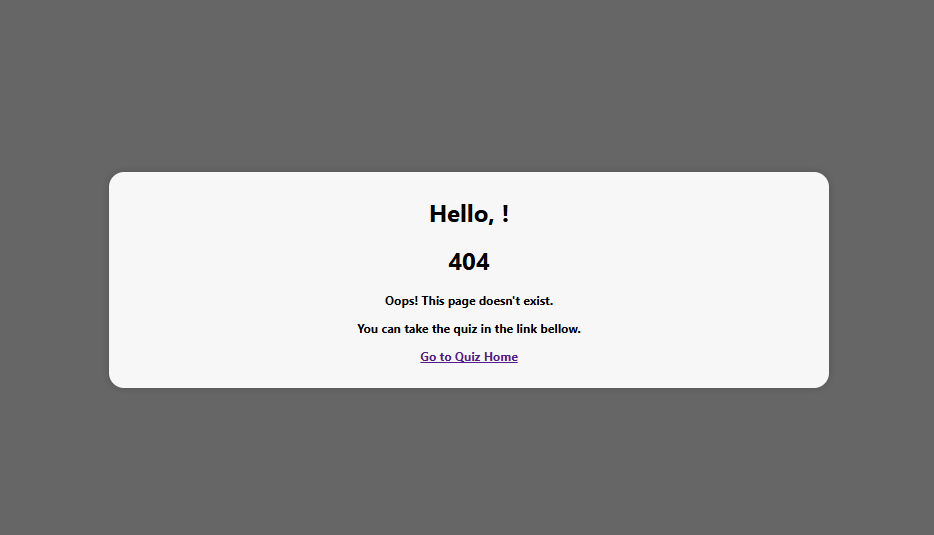 Hello, !
404
Oops! This page doesn't exist.
You can take the quiz in the link bellow.
Go to Quiz Home